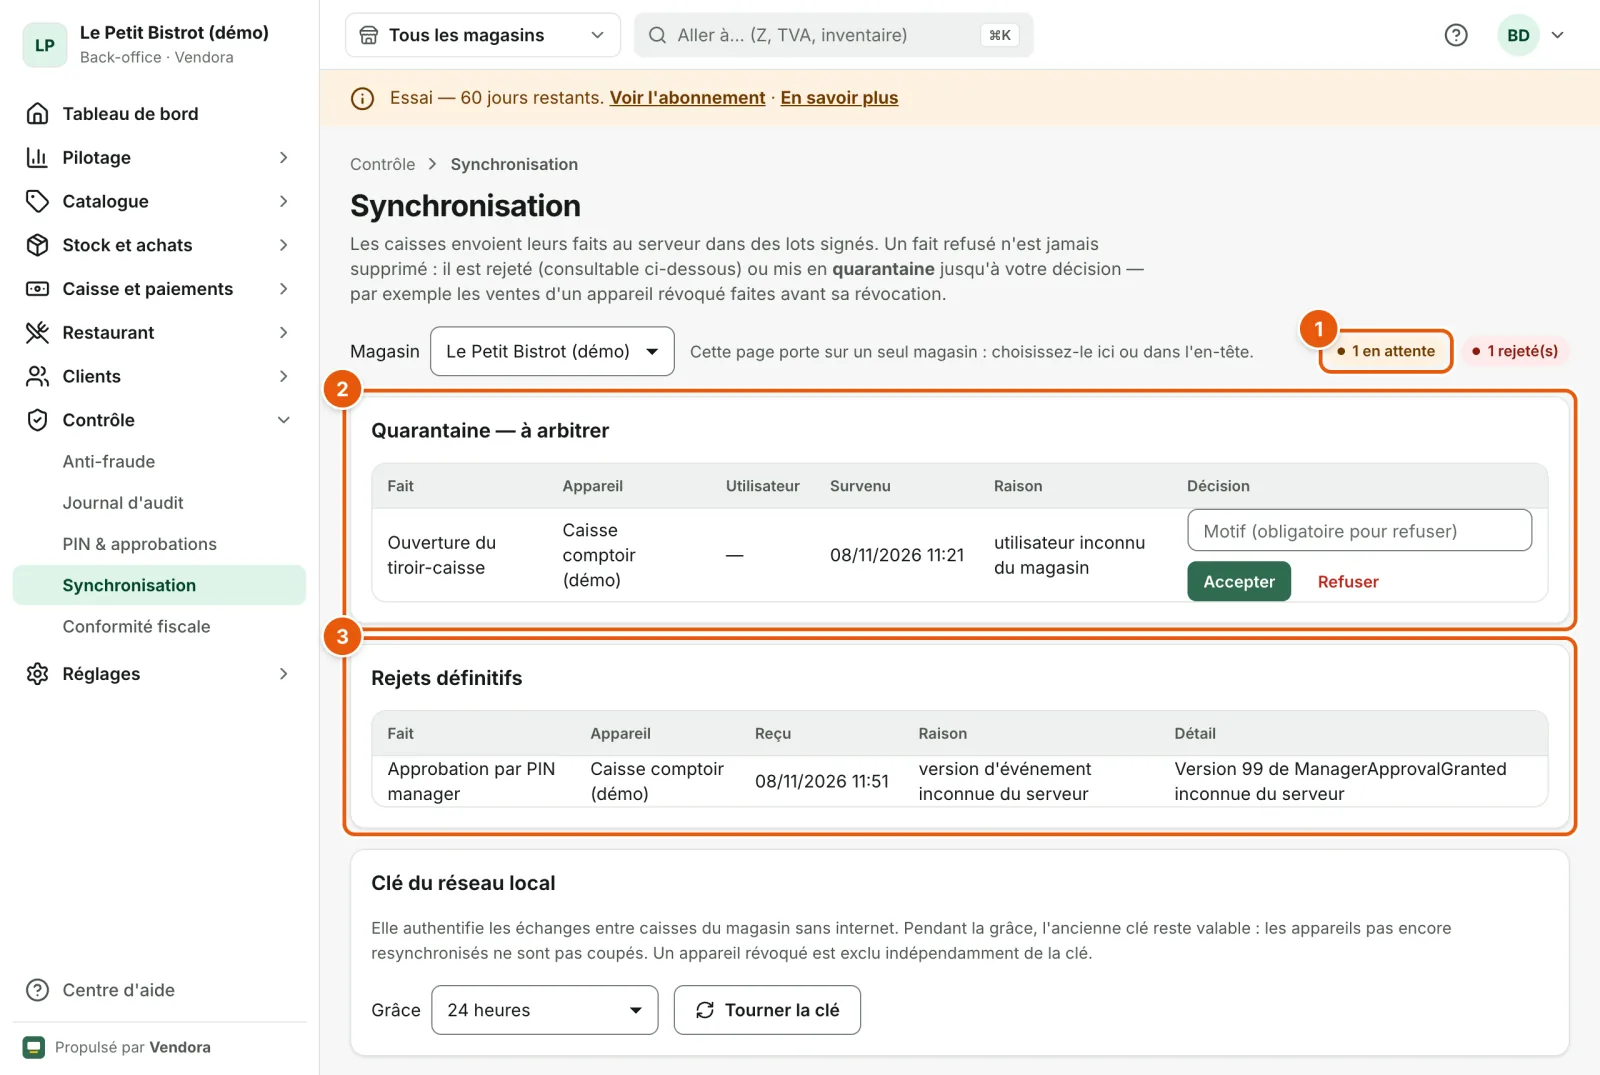 LP
Le Petit Bistrot (démo)
Back-office · Vendora
Tableau de bord
Pilotage
Catalogue
Stock et achats
Caisse et paiements
Restaurant
Clients
Contrôle
Anti-fraude
Journal d'audit
PIN & approbations
Synchronisation
Conformité fiscale
Réglages
Centre d'aide
Propulsé par Vendora
Tous les magasins
Aller à... (Z, TVA, inventaire)
⌘K
BD
Essai — 60 jours restants. Voir l'abonnement · En savoir plus
Contrôle > Synchronisation
Synchronisation
Les caisses envoient leurs faits au serveur dans des lots signés. Un fait refusé n'est jamais
supprimé : il est rejeté (consultable ci-dessous) ou mis en quarantaine jusqu'à votre décision —
par exemple les ventes d'un appareil révoqué faites avant sa révocation.
Magasin
Le Petit Bistrot (démo)
Cette page porte sur un seul magasin : choisissez-le ici ou dans l'en-tête.
1
1 en attente
1 rejeté(s)
2
Quarantaine — à arbitrer
Fait Appareil Utilisateur Survenu Raison Décision
Ouverture du
tiroir-caisse
Caisse
comptoir
(démo)
—
08/11/2026 11:21
utilisateur inconnu
du magasin
Motif (obligatoire pour refuser)
Accepter
Refuser
3
Rejets définitifs
Fait Appareil Reçu Raison Détail
Approbation par PIN
manager
Caisse comptoir
(démo)
08/11/2026 11:51
version d'événement
inconnue du serveur
Version 99 de ManagerApprovalGranted
inconnue du serveur
Clé du réseau local
Elle authentifie les échanges entre caisses du magasin sans internet. Pendant la grâce, l'ancienne clé reste valable : les appareils pas encore
resynchronisés ne sont pas coupés. Un appareil révoqué est exclu indépendamment de la clé.
Grâce
24 heures
Tourner la clé